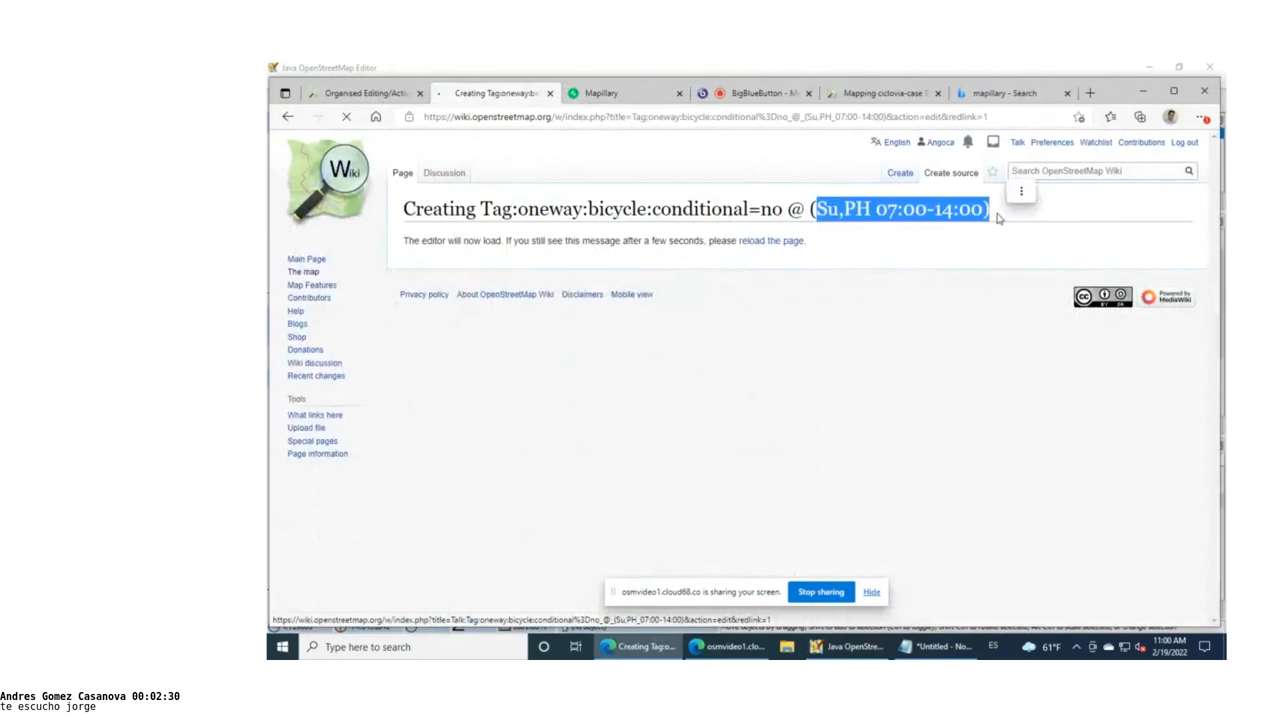 Java OpenStreetMap Editor
Organised Editing/Activ
Creating Tag:oneway:bic
Mapillary
BigBlueButton - M
Mapping ciclovia-case
mapillary - Search
https://wiki.openstreetmap.org/w/index.php?title=Tag:oneway:bicycle:conditional%3Dno_@_(Su,PH_07:00-14:00)&action=edit&redlink=1
English Angoca Talk Preferences Watchlist Contributions Log out
Wiki
Page Discussion Create Create source Search OpenStreetMap Wiki
Creating Tag:oneway:bicycle:conditional=no @ (Su,PH 07:00-14:00)
The editor will now load. If you still see this message after a few seconds, please reload the page.
Main Page
The map
Map Features
Contributors
Help
Blogs
Shop
Donations
Wiki discussion
Recent changes
Tools
What links here
Upload file
Special pages
Page information
Privacy policy About OpenStreetMap Wiki Disclaimers Mobile view
Powered by
MediaWiki
osmvideo1.cloud68.co is sharing your screen. Stop sharing Hide
https://wiki.openstreetmap.org/w/index.php?title=Talk:Tag:oneway:bicycle:conditional%3Dno_@_(Su,PH_07:00-14:00)&action=edit&redlink=1
Type here to search
Creating Tag:o...
osmvideo1.clo...
Java OpenStre...
*Untitled - No...
ES
61°F
11:00 AM
2/19/2022
Andres Gomez Casanova 00:02:30
te escucho jorge